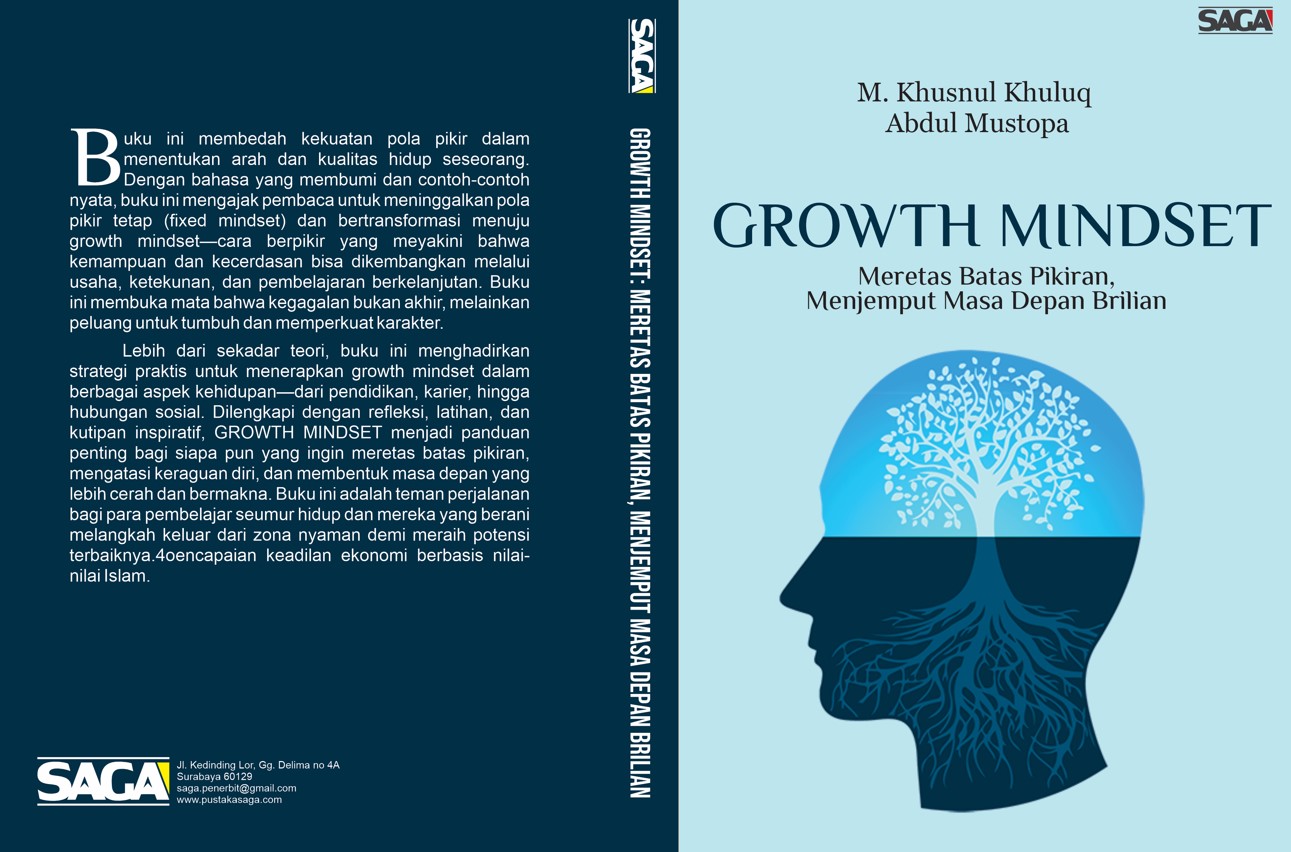 Buku ini membedah kekuatan pola pikir dalam
menentukan arah dan kualitas hidup seseorang.
Dengan bahasa yang membumi dan contoh-contoh
nyata, buku ini mengajak pembaca untuk meninggalkan pola
pikir tetap (fixed mindset) dan bertransformasi menuju
growth mindset—cara berpikir yang meyakini bahwa
kemampuan dan kecerdasan bisa dikembangkan melalui
usaha, ketekunan, dan pembelajaran berkelanjutan. Buku
ini membuka mata bahwa kegagalan bukan akhir, melainkan
peluang untuk tumbuh dan memperkuat karakter.
Lebih dari sekadar teori, buku ini menghadirkan
strategi praktis untuk menerapkan growth mindset dalam
berbagai aspek kehidupan—dari pendidikan, karier, hingga
hubungan sosial. Dilengkapi dengan refleksi, latihan, dan
kutipan inspiratif, GROWTH MINDSET menjadi panduan
penting bagi siapa pun yang ingin meretas batas pikiran,
mengatasi keraguan diri, dan membentuk masa depan yang
lebih cerah dan bermakna. Buku ini adalah teman perjalanan
bagi para pembelajar seumur hidup dan mereka yang berani
melangkah keluar dari zona nyaman demi meraih potensi
terbaiknya.4oencapaian keadilan ekonomi berbasis nilai-
nilai Islam.
SAGA
Jl. Kedinding Lor, Gg. Delima no 4A
Surabaya 60129
saga.penerbit@gmail.com
www.pustakasaga.com
SAGA
GROWTH MINDSET: MERETAS BATAS PIKIRAN, MENJEMPUT MASA DEPAN BRILIAN
SAGA
M. Khusnul Khuluq
Abdul Mustopa
GROWTH MINDSET
Meretas Batas Pikiran,
Menjemput Masa Depan Brilian